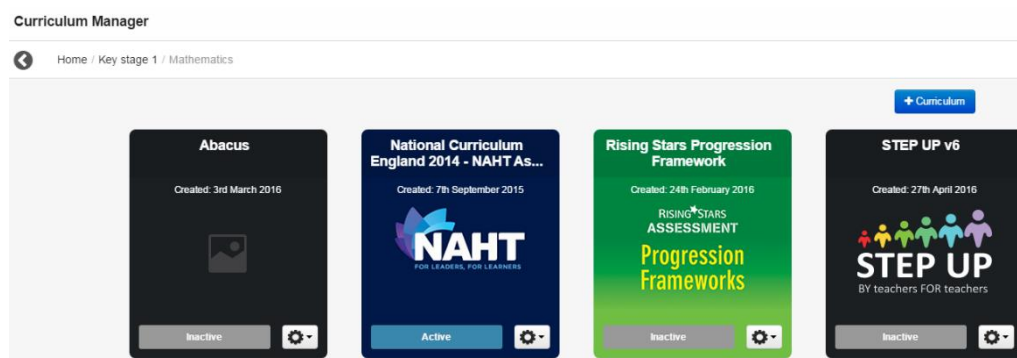 Curriculum Manager
Home / Key stage 1 / Mathematics
+ Curriculum
Abacus
Created: 3rd March 2016
Inactive
National Curriculum
England 2014 - NAHT As...
Created: 7th September 2015
NAHT
FOR LEADERS, FOR LEARNERS
Active
Rising Stars Progression
Framework
Created: 24th February 2016
RISING STARS
ASSESSMENT
Progression
Frameworks
Inactive
STEP UP v6
Created: 27th April 2016
STEP UP
BY teachers FOR teachers
Inactive